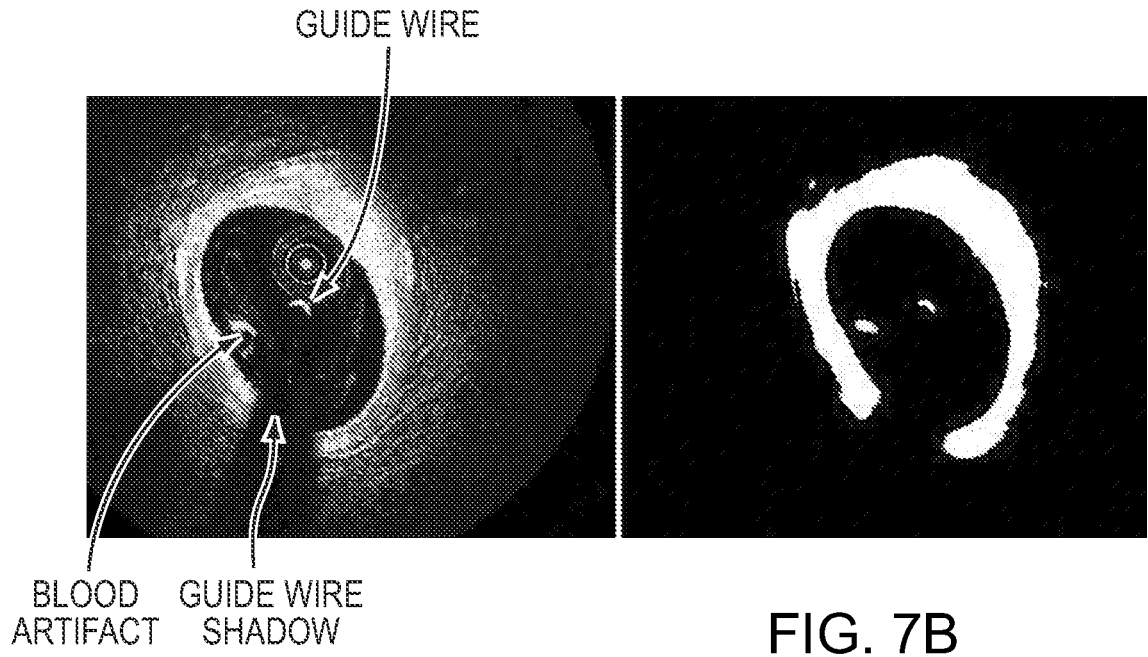 GUIDE WIRE
BLOOD
ARTIFACT
GUIDE WIRE
SHADOW
FIG. 7B